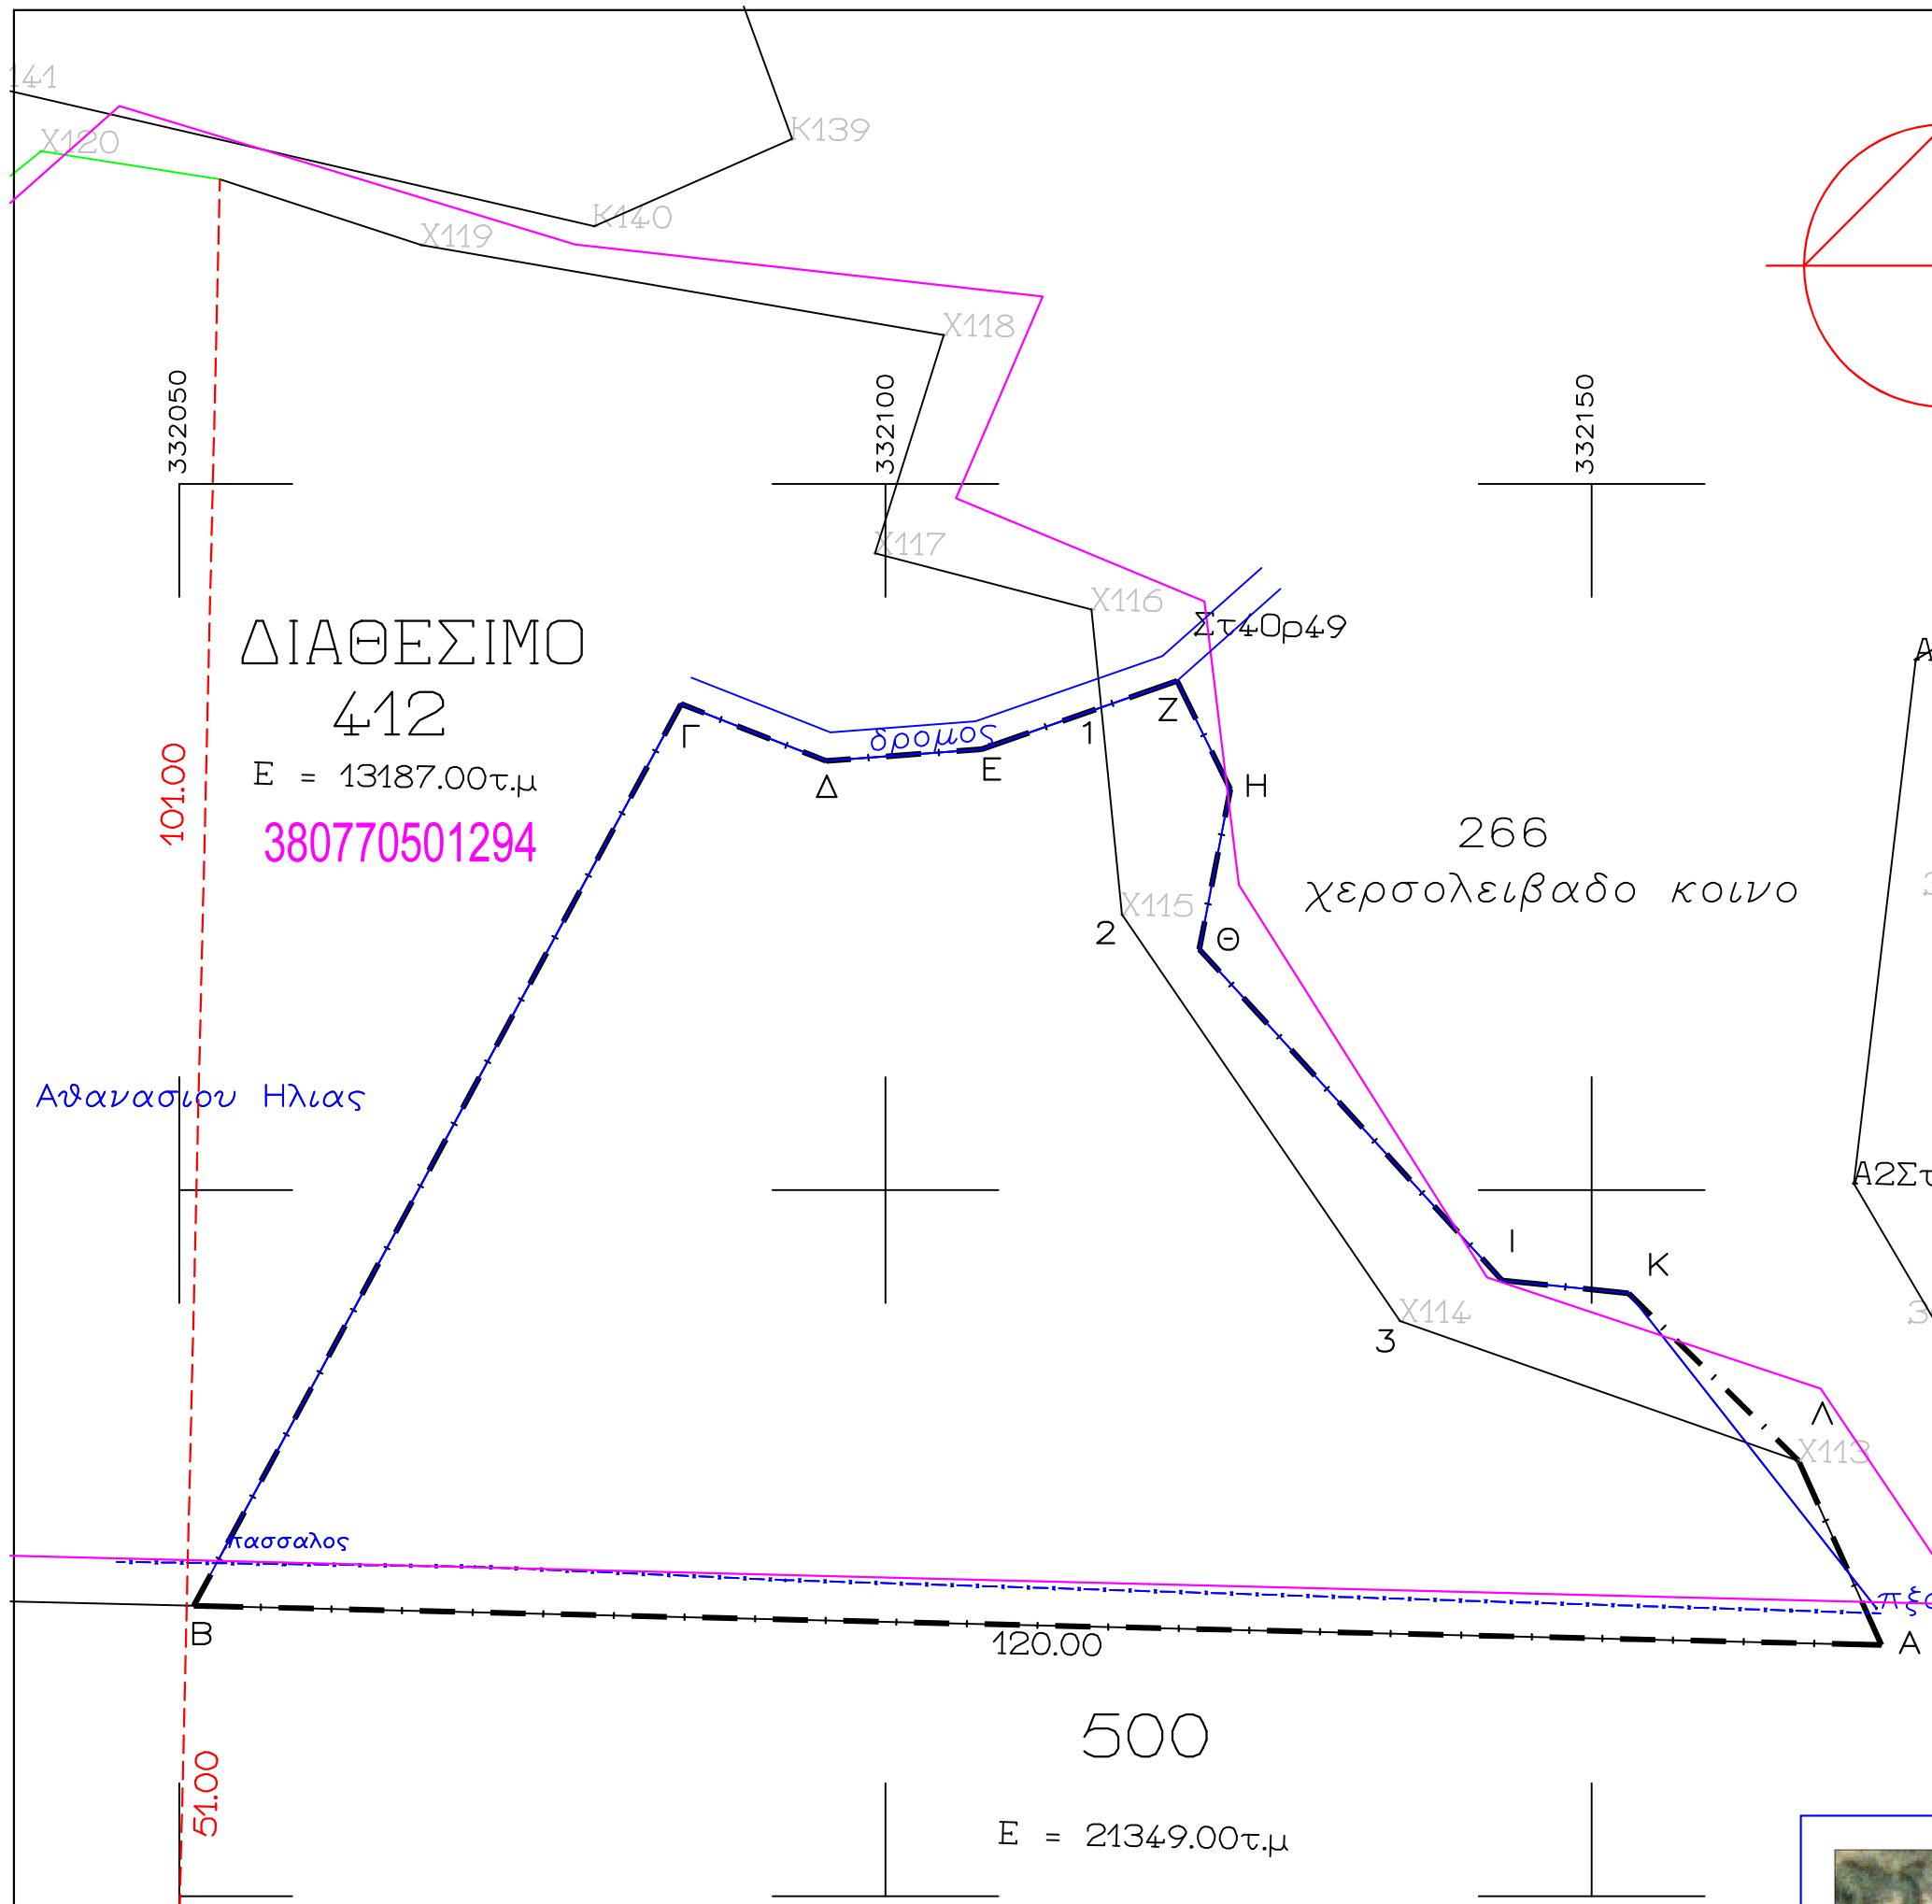 141
X120
K139
K140
X119
X118
332050
332100
332150
X117
X116
Στ4Ορ49
ΔΙΑΘΕΣΙΜΟ
412
Ε = 13187.00τ.μ
380770501294
101.00
Γ
δρομος
Δ
Ε
1
Ζ
Η
266
χερσολειβαδο κοινο
X115
2
Θ
Αθανασιου Ηλιας
Α2Στ
Ι
Κ
X114
3
Λ
X113
πασσαλος
Β
120.00
Α
500
51.00
Ε = 21349.00τ.μ